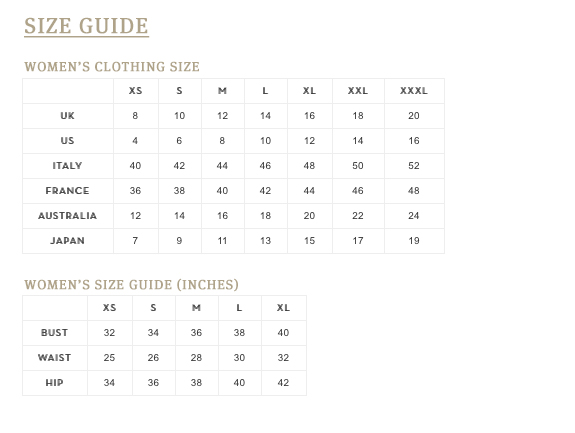 SIZE GUIDE
WOMEN'S CLOTHING SIZE
XS S M L XL XXL XXXL
UK 8 10 12 14 16 18 20
US 4 6 8 10 12 14 16
ITALY 40 42 44 46 48 50 52
FRANCE 36 38 40 42 44 46 48
AUSTRALIA 12 14 16 18 20 22 24
JAPAN 7 9 11 13 15 17 19
WOMEN'S SIZE GUIDE (INCHES)
XS S M L XL
BUST 32 34 36 38 40
WAIST 25 26 28 30 32
HIP 34 36 38 40 42